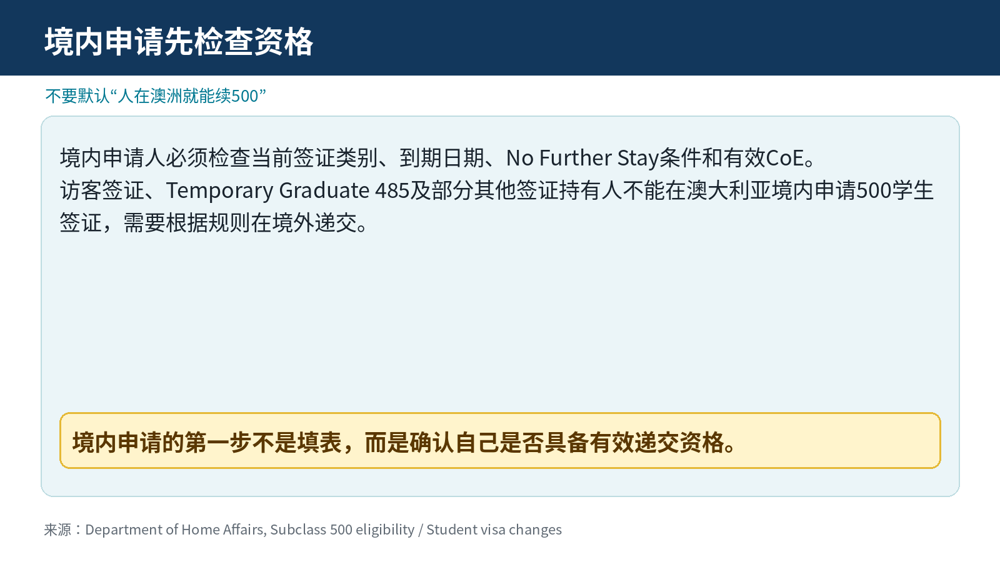 境内申请先检查资格
不要默认“人在澳洲就能续500”
境内申请人必须检查当前签证类别、到期日期、No Further Stay条件和有效CoE。
访客签证、Temporary Graduate 485及部分其他签证持有人不能在澳大利亚境内申请500学生
签证，需要根据规则在境外递交。
境内申请的第一步不是填表，而是确认自己是否具备有效递交资格。
来源：Department of Home Affairs, Subclass 500 eligibility / Student visa changes